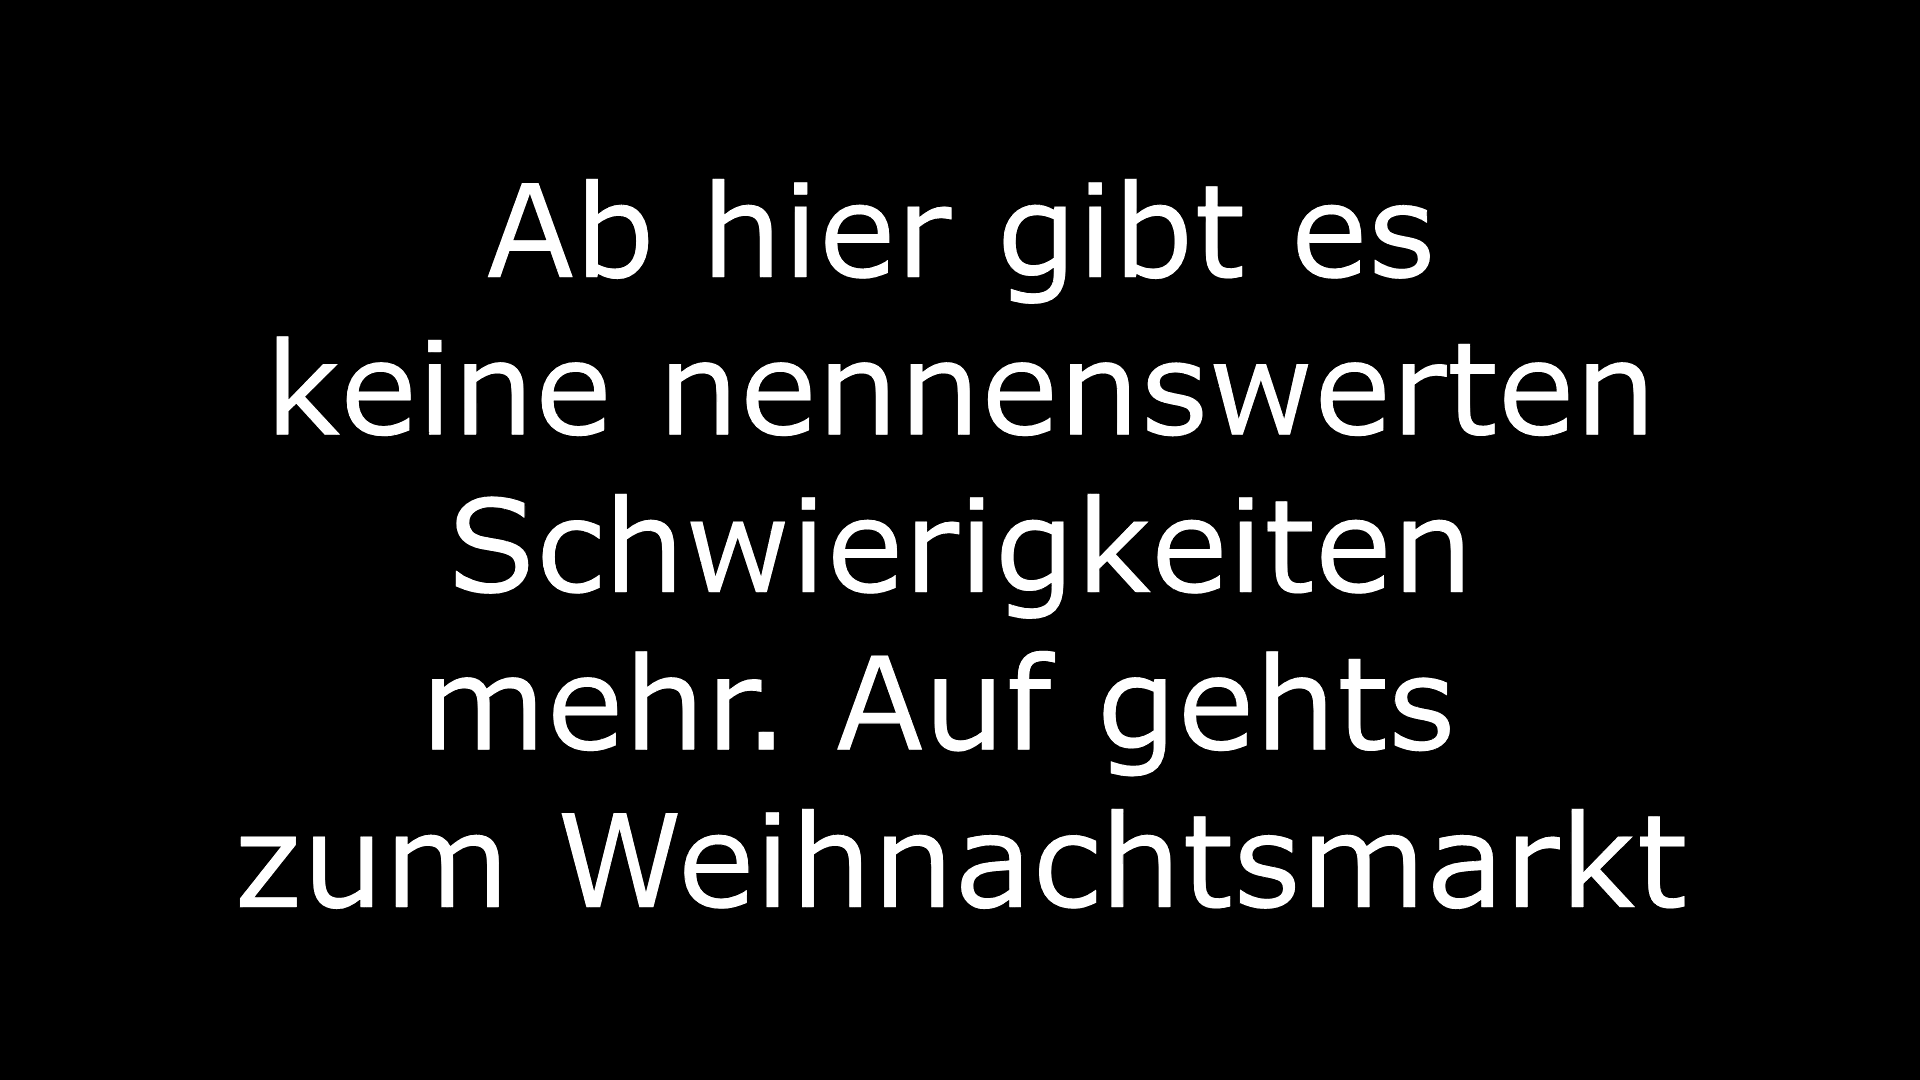 Ab hier gibt es
keine nennenswerten
Schwierigkeiten
mehr. Auf gehts
zum Weihnachtsmarkt